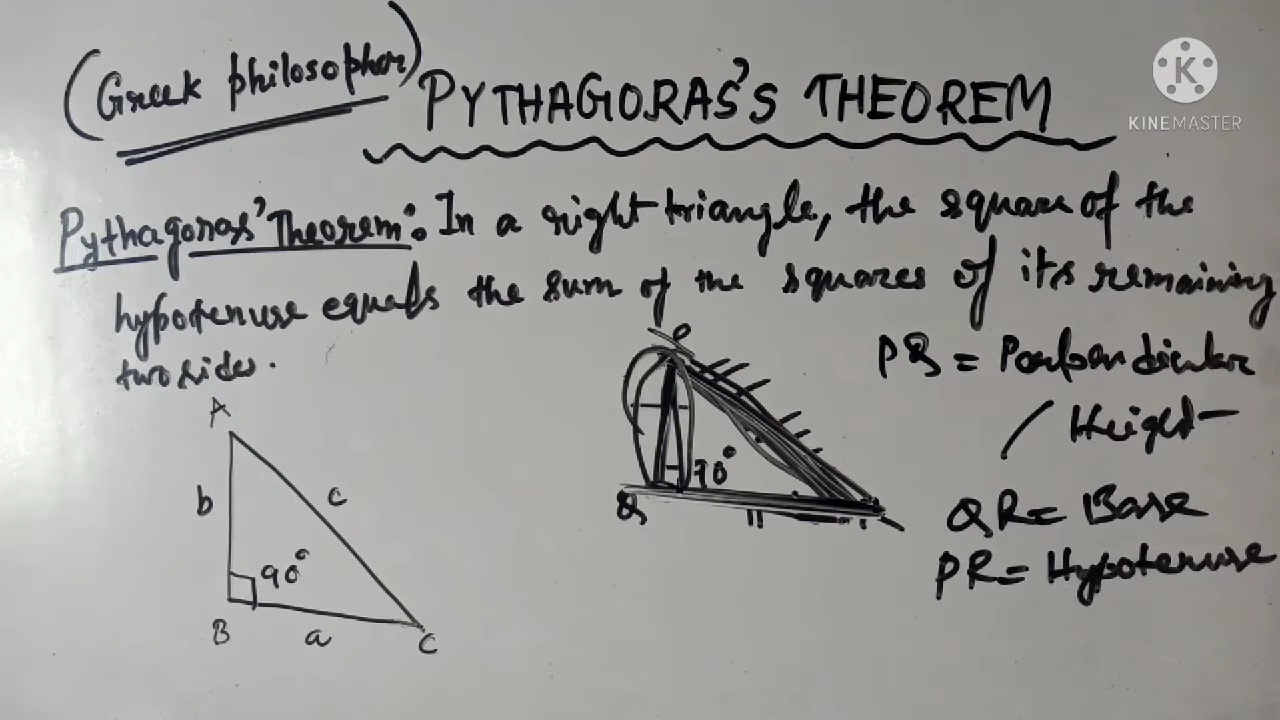 (Greek philosopher) PYTHAGORAS'S THEOREM
K
KINEMASTER
Pythagoras' Theorem: In a right triangle, the square of the
hypotenuse equals the sum of the squares of its remaining
two sides.
PQ = Perpendicular
/ Height
QR = Base
PR = Hypotenuse
A
b
c
90°
B
a
C
P
90°
Q